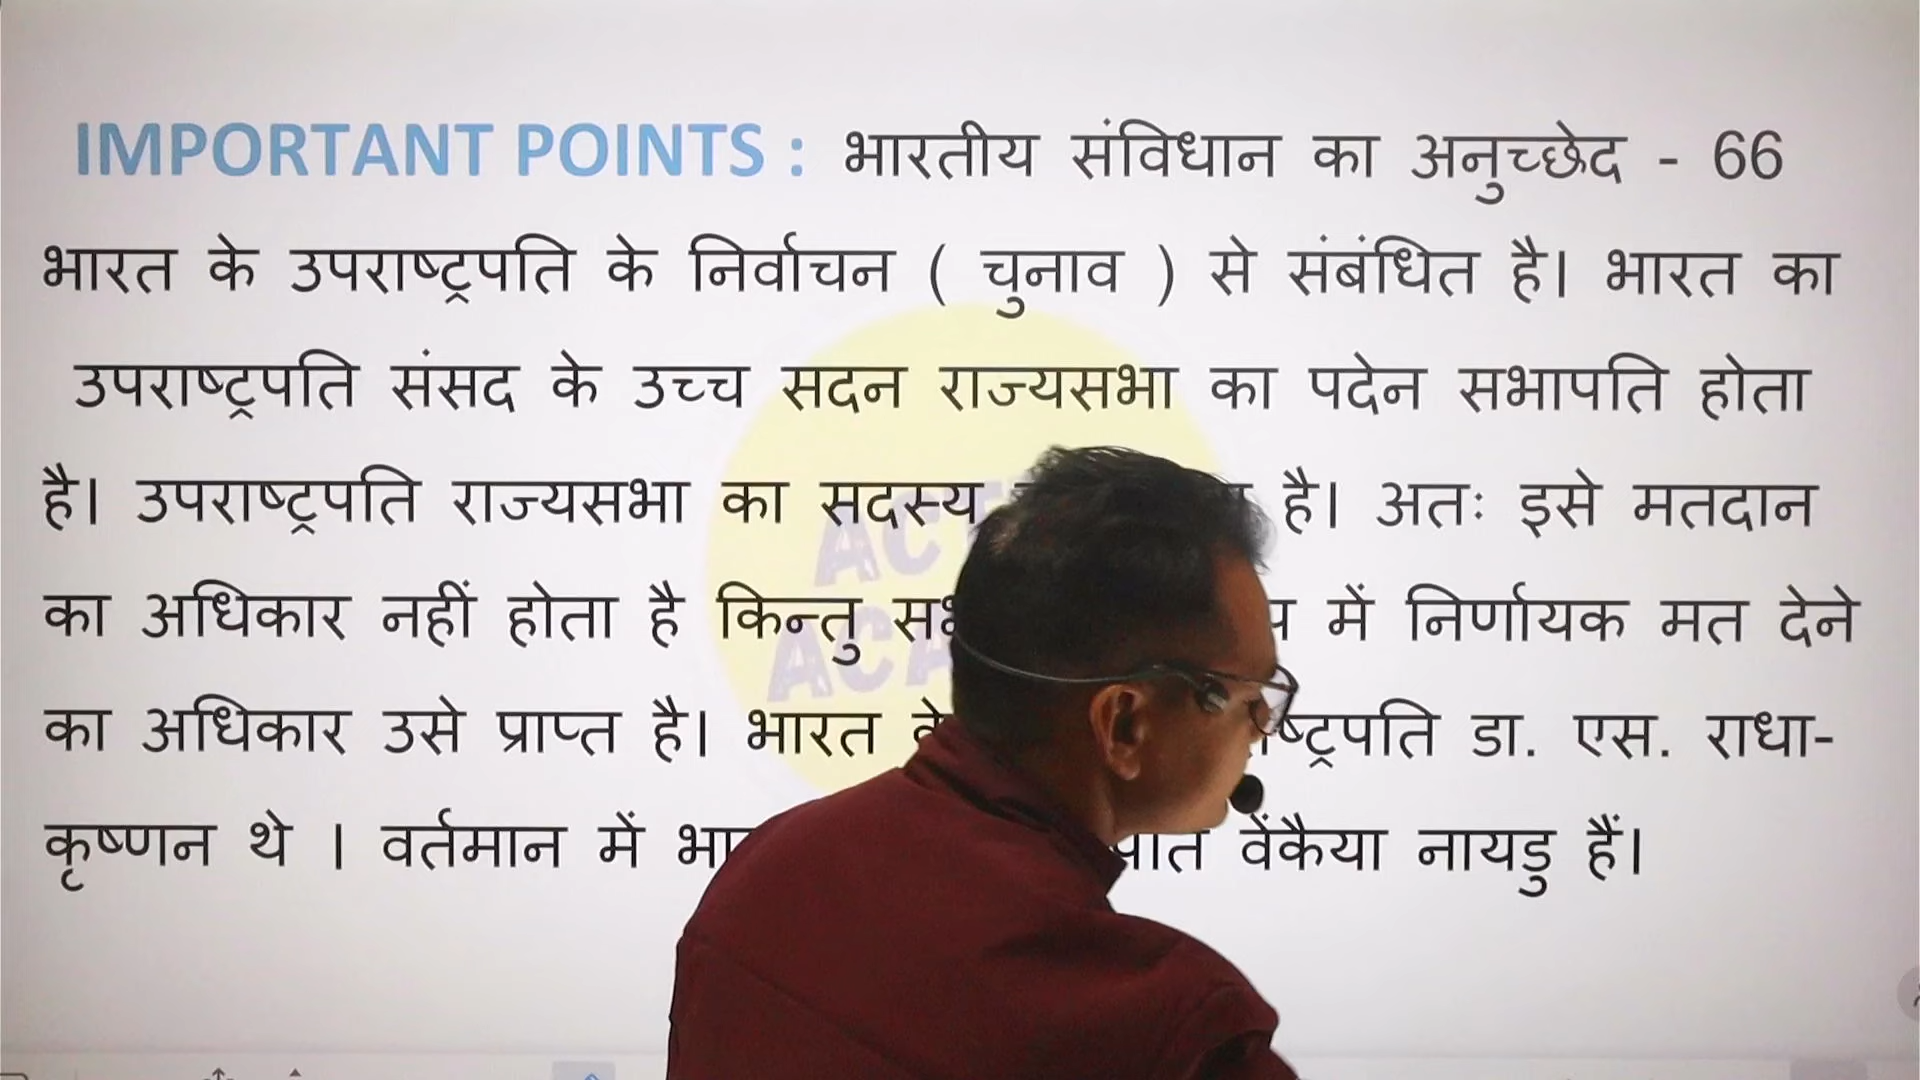 IMPORTANT POINTS : भारतीय संविधान का अनुच्छेद - 66
भारत के उपराष्ट्रपति के निर्वाचन ( चुनाव ) से संबंधित है। भारत का
उपराष्ट्रपति संसद के उच्च सदन राज्यसभा का पदेन सभापति होता
है। उपराष्ट्रपति राज्यसभा का सदस्य है। अतः इसे मतदान
का अधिकार नहीं होता है किन्तु में निर्णायक मत देने
का अधिकार उसे प्राप्त है। भारत डा. एस. राधा-
कृष्णन थे । वर्तमान में वेंकैया नायडु हैं।